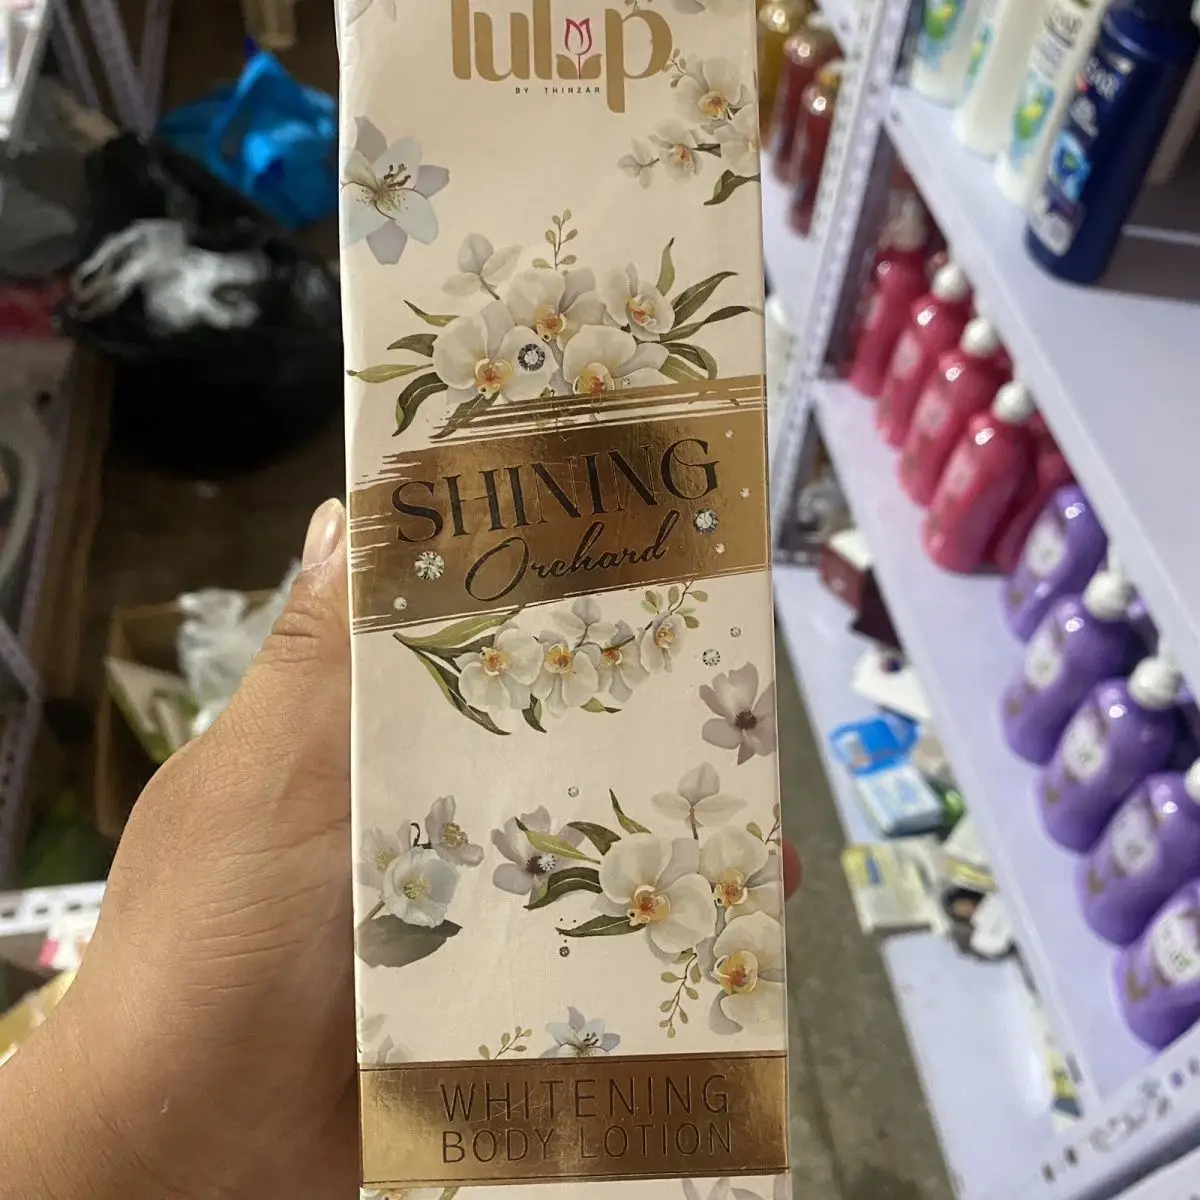 tulip
BY THINZAR
SHINING
Orchard
WHITENING
BODY LOTION